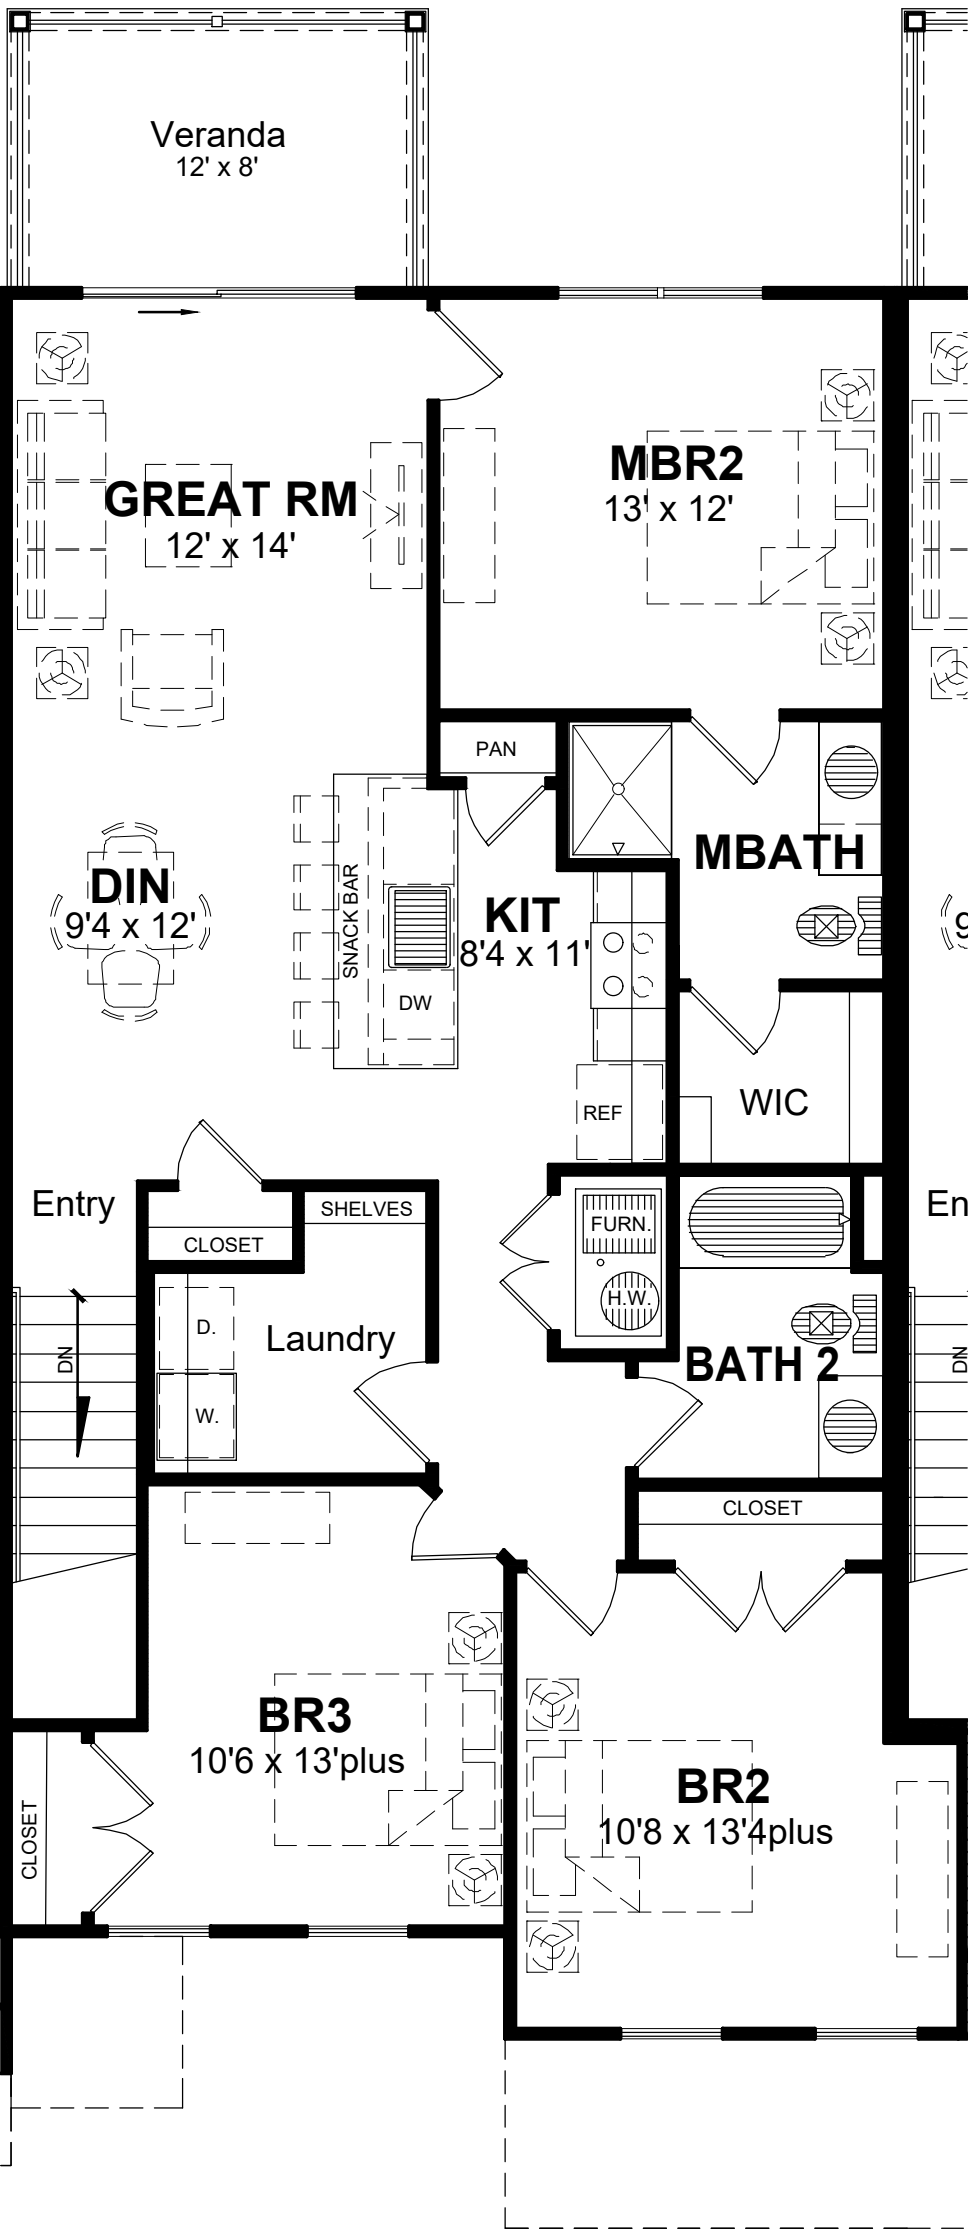 Veranda
12' x 8'
GREAT RM
12' x 14'
MBR2
13' x 12'
PAN
MBATH
DIN
9'4 x 12'
SNACK BAR
KIT
8'4 x 11'
DW
REF
WIC
Entry
CLOSET
SHELVES
FURN.
H.W.
En
D.
Laundry
W.
DN
BATH 2
DN
CLOSET
BR3
10'6 x 13'plus
BR2
10'8 x 13'4plus
CLOSET
9